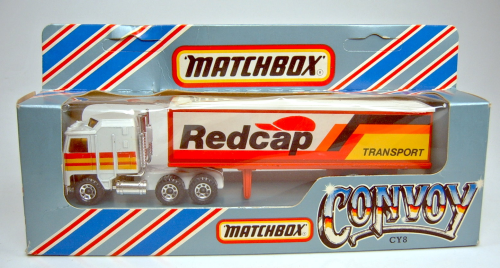 MATCHBOX
Redcap
TRANSPORT
CONVOY
MATCHBOX
CY8